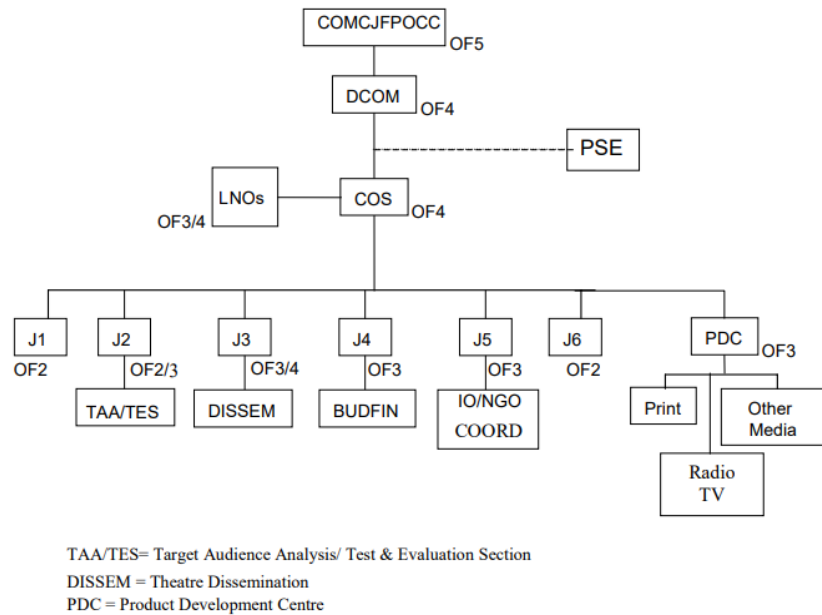 COMCJFPOCC
OF5
DCOM
OF4
PSE
LNOs
COS
OF3/4
OF4
J1
J2
J3
J4
J5
J6
PDC
OF2
OF2/3
OF3/4
OF3
OF3
OF2
OF3
TAA/TES
DISSEM
BUDFIN
IO/NGO
COORD
Print
Other
Media
Radio
TV
TAA/TES= Target Audience Analysis/ Test & Evaluation Section
DISSEM = Theatre Dissemination
PDC = Product Development Centre